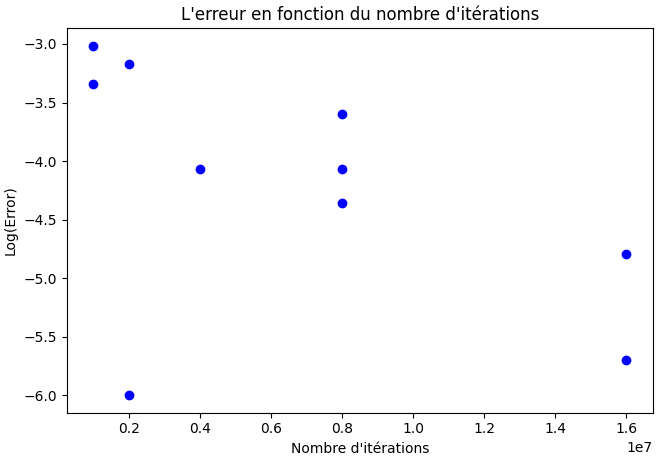 L'erreur en fonction du nombre d'itérations
−3.0
−3.5
−4.0
−4.5
−5.0
−5.5
−6.0
Log(Error)
0.2 0.4 0.6 0.8 1.0 1.2 1.4 1.6
1e7
Nombre d'itérations